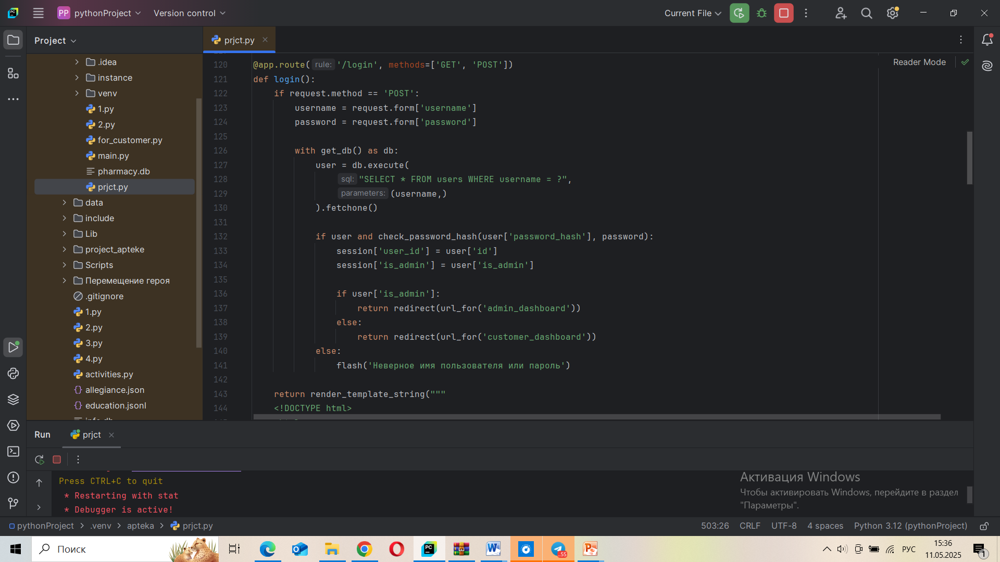 PP pythonProject Version control Current File
Project
prjct.py
Reader Mode
.idea
instance
venv
1.py
2.py
for_customer.py
main.py
pharmacy.db
prjct.py
data
include
Lib
project_apteke
Scripts
Перемещение героя
.gitignore
1.py
2.py
3.py
4.py
activities.py
allegiance.json
education.jsonl
info.db
120 @app.route( rule: '/login', methods=['GET', 'POST'])
121 def login():
122 if request.method == 'POST':
123 username = request.form['username']
124 password = request.form['password']
125
126 with get_db() as db:
127 user = db.execute(
128 sql: "SELECT * FROM users WHERE username = ?",
129 parameters: (username,)
130 ).fetchone()
131
132 if user and check_password_hash(user['password_hash'], password):
133 session['user_id'] = user['id']
134 session['is_admin'] = user['is_admin']
135
136 if user['is_admin']:
137 return redirect(url_for('admin_dashboard'))
138 else:
139 return redirect(url_for('customer_dashboard'))
140 else:
141 flash('Неверное имя пользователя или пароль')
142
143 return render_template_string("""
144 <!DOCTYPE html>
Run prjct
Press CTRL+C to quit
* Restarting with stat
* Debugger is active!
Активация Windows
Чтобы активировать Windows, перейдите в раздел
"Параметры".
pythonProject > .venv > apteka > prjct.py
503:26 CRLF UTF-8 4 spaces Python 3.12 (pythonProject)
Поиск
55
РУС
15:36
11.05.2025
1